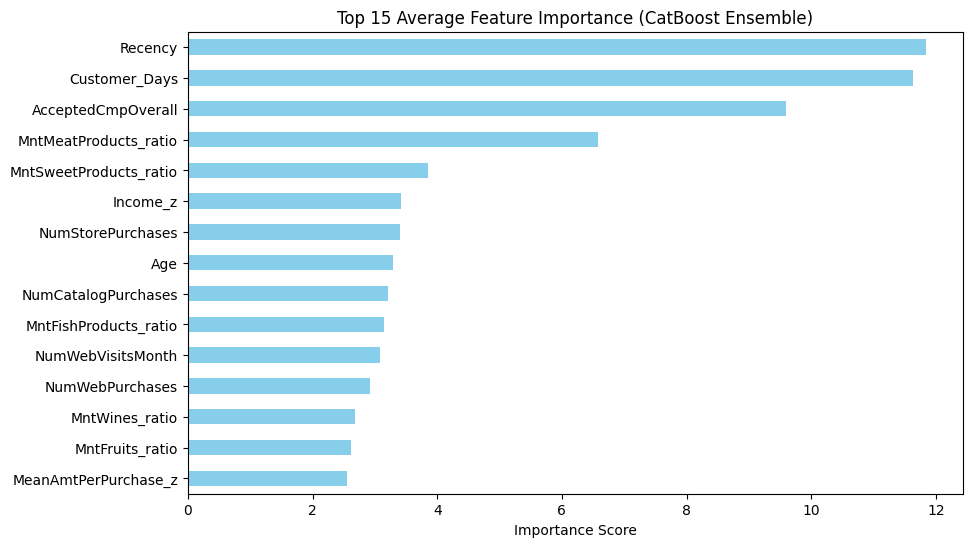 Top 15 Average Feature Importance (CatBoost Ensemble)
Recency
Customer_Days
AcceptedCmpOverall
MntMeatProducts_ratio
MntSweetProducts_ratio
Income_z
NumStorePurchases
Age
NumCatalogPurchases
MntFishProducts_ratio
NumWebVisitsMonth
NumWebPurchases
MntWines_ratio
MntFruits_ratio
MeanAmtPerPurchase_z
0 2 4 6 8 10 12
Importance Score